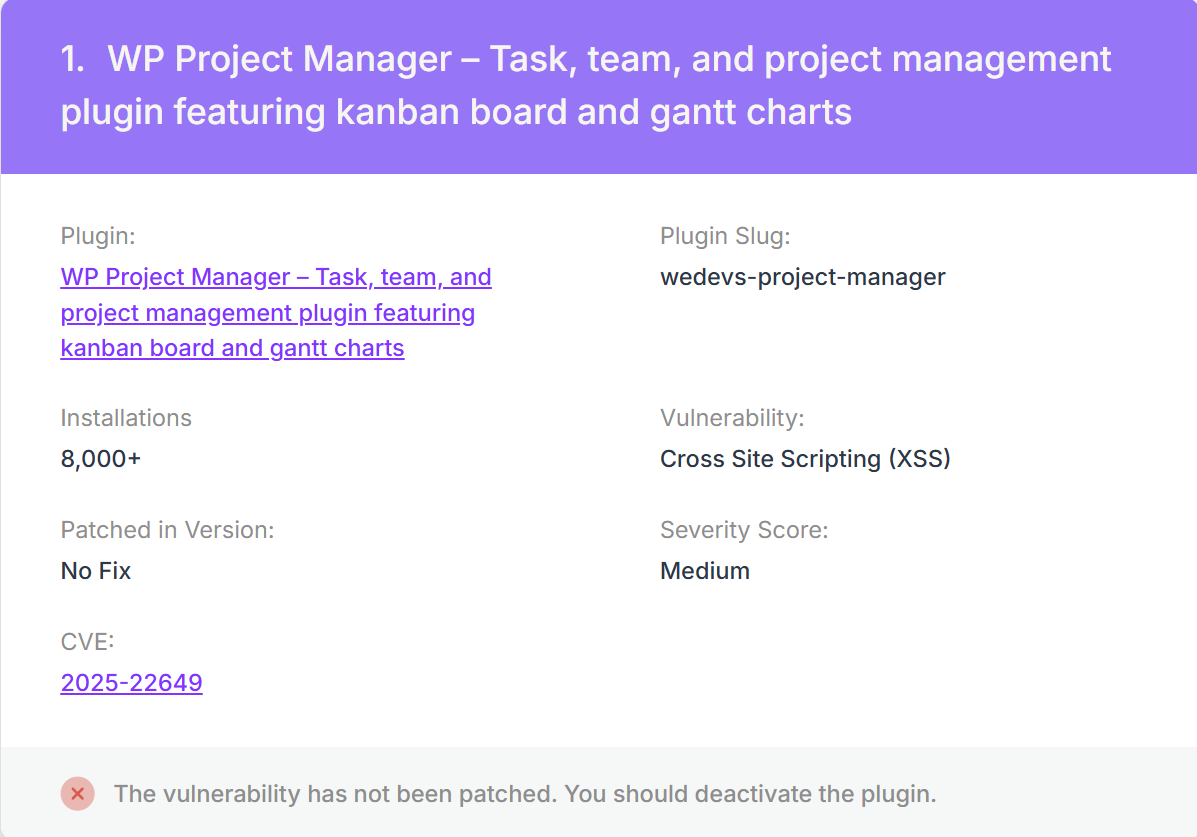 1. WP Project Manager – Task, team, and project management
plugin featuring kanban board and gantt charts
Plugin:
WP Project Manager – Task, team, and
project management plugin featuring
kanban board and gantt charts
Plugin Slug:
wedevs-project-manager
Installations
8,000+
Vulnerability:
Cross Site Scripting (XSS)
Patched in Version:
No Fix
Severity Score:
Medium
CVE:
2025-22649
The vulnerability has not been patched. You should deactivate the plugin.